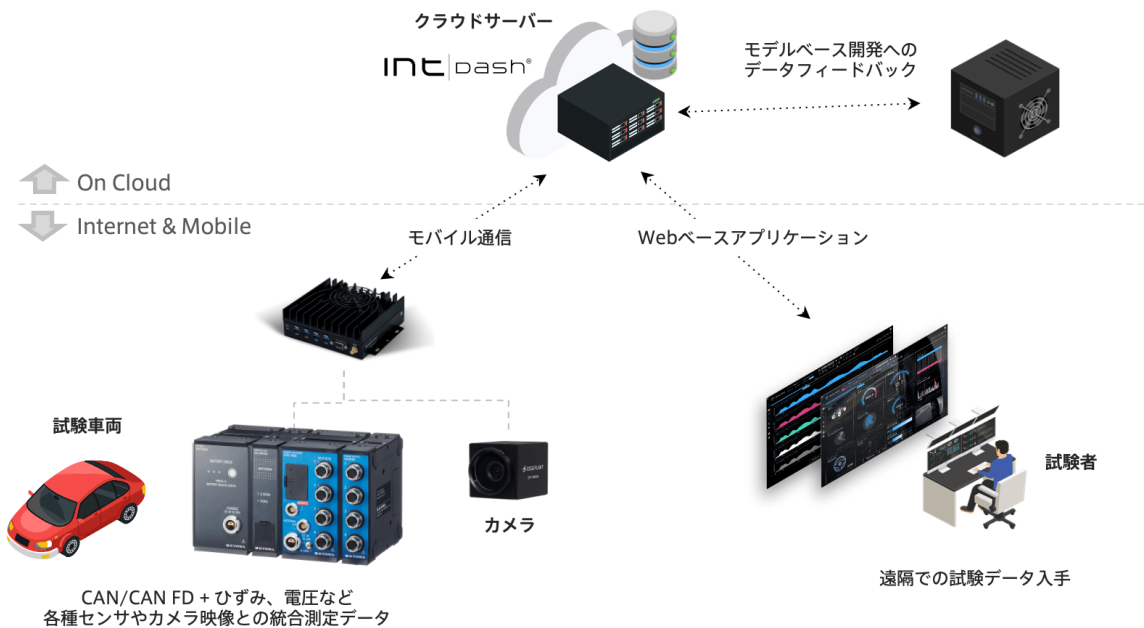 クラウドサーバー
intdash®
モデルベース開発への
データフィードバック
On Cloud
Internet & Mobile
モバイル通信
Webベースアプリケーション
試験車両
カメラ
試験者
CAN/CAN FD + ひずみ、電圧など
各種センサやカメラ映像との統合測定データ
遠隔での試験データ入手